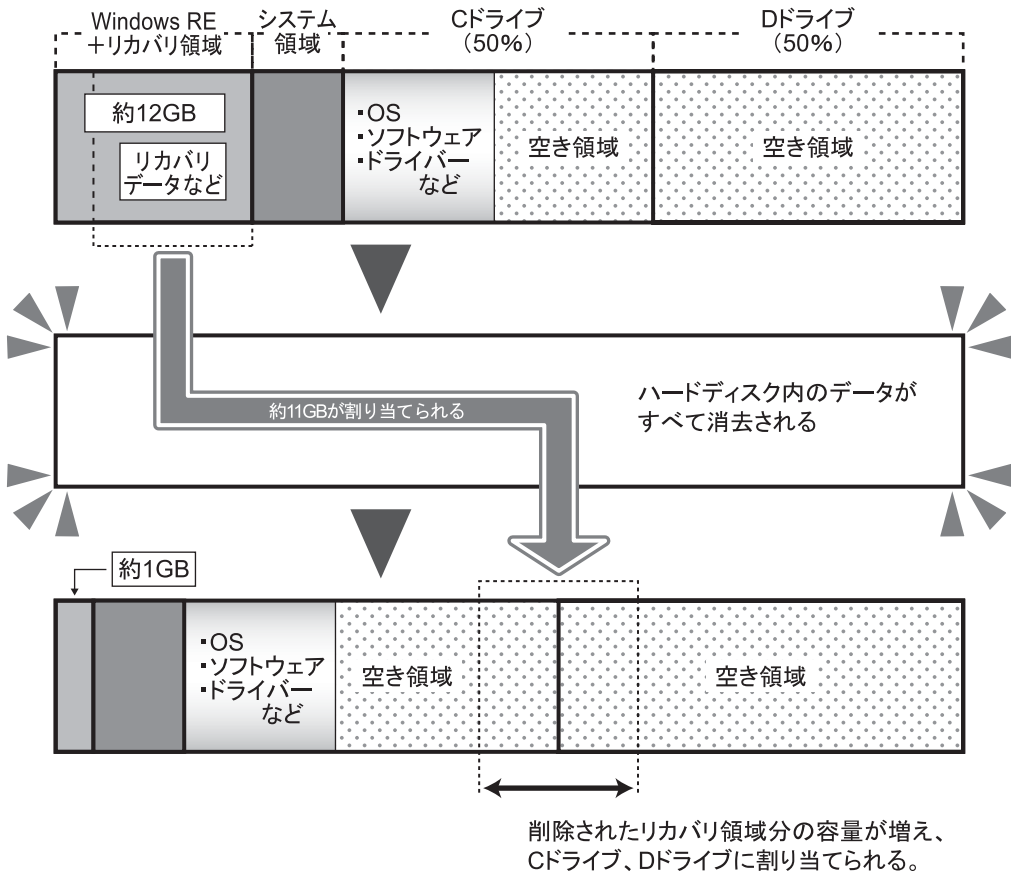 Windows RE
＋リカバリ領域
システム
領域
Cドライブ
（50%）
Dドライブ
（50%）
約12GB
リカバリ
データなど
▪OS
▪ソフトウェア
▪ドライバー
など
空き領域
空き領域
約11GBが割り当てられる
ハードディスク内のデータが
すべて消去される
約1GB
▪OS
▪ソフトウェア
▪ドライバー
など
空き領域
空き領域
削除されたリカバリ領域分の容量が増え、
Cドライブ、Dドライブに割り当てられる。